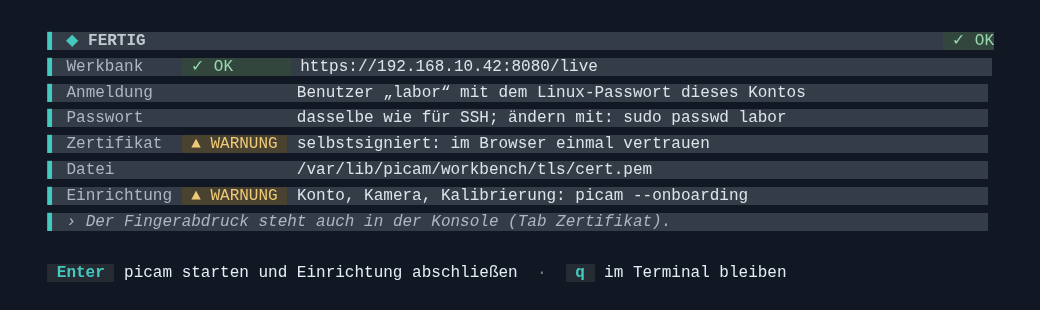 ◆ FERTIG ✓ OK
Werkbank ✓ OK https://192.168.10.42:8080/live
Anmeldung Benutzer „labor“ mit dem Linux-Passwort dieses Kontos
Passwort dasselbe wie für SSH; ändern mit: sudo passwd labor
Zertifikat ▲ WARNUNG selbstsigniert: im Browser einmal vertrauen
Datei /var/lib/picam/workbench/tls/cert.pem
Einrichtung ▲ WARNUNG Konto, Kamera, Kalibrierung: picam --onboarding
› Der Fingerabdruck steht auch in der Konsole (Tab Zertifikat).
Enter picam starten und Einrichtung abschließen · q im Terminal bleiben